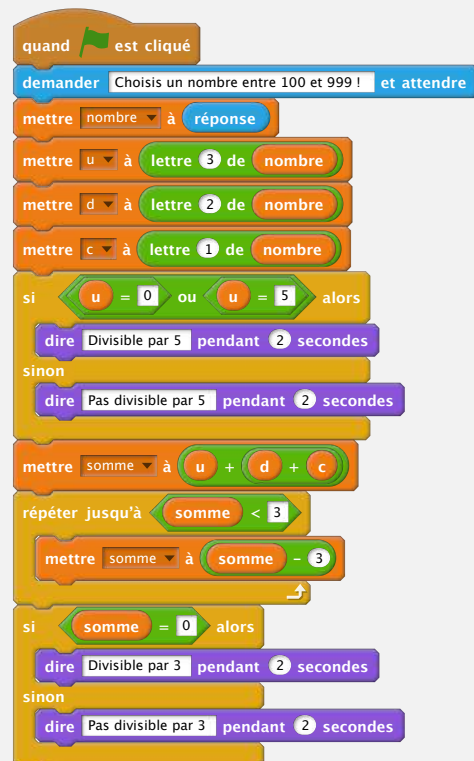 quand est cliqué
demander Choisis un nombre entre 100 et 999 ! et attendre
mettre nombre à réponse
mettre u à lettre 3 de nombre
mettre d à lettre 2 de nombre
mettre c à lettre 1 de nombre
si u = 0 ou u = 5 alors
dire Divisible par 5 pendant 2 secondes
sinon
dire Pas divisible par 5 pendant 2 secondes
mettre somme à u + d + c
répéter jusqu'à somme < 3
mettre somme à somme - 3
si somme = 0 alors
dire Divisible par 3 pendant 2 secondes
sinon
dire Pas divisible par 3 pendant 2 secondes